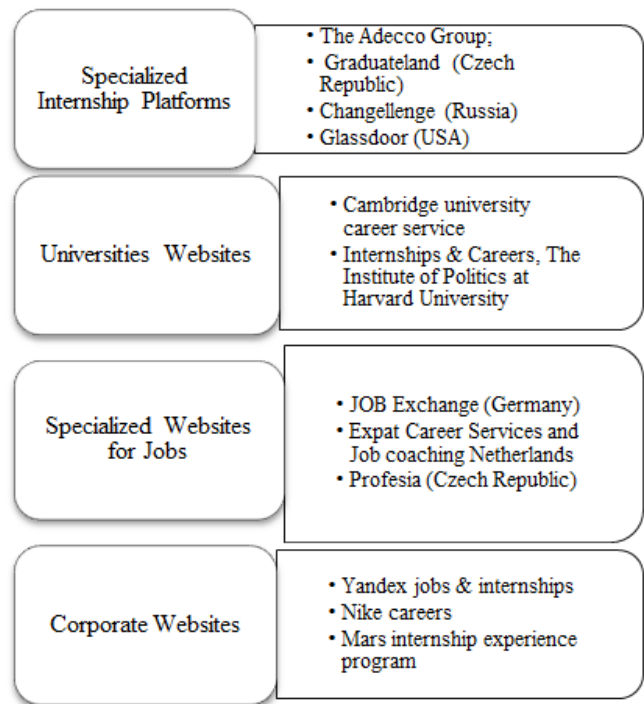 Specialized
Internship Platforms
• The Adecco Group;
• Graduateland (Czech
Republic)
• Changellenge (Russia)
• Glassdoor (USA)
Universities Websites
• Cambridge university
career service
• Internships & Careers, The
Institute of Politics at
Harvard University
Specialized Websites
for Jobs
• JOB Exchange (Germany)
• Expat Career Services and
Job coaching Netherlands
• Profesia (Czech Republic)
Corporate Websites
• Yandex jobs & internships
• Nike careers
• Mars internship experience
program